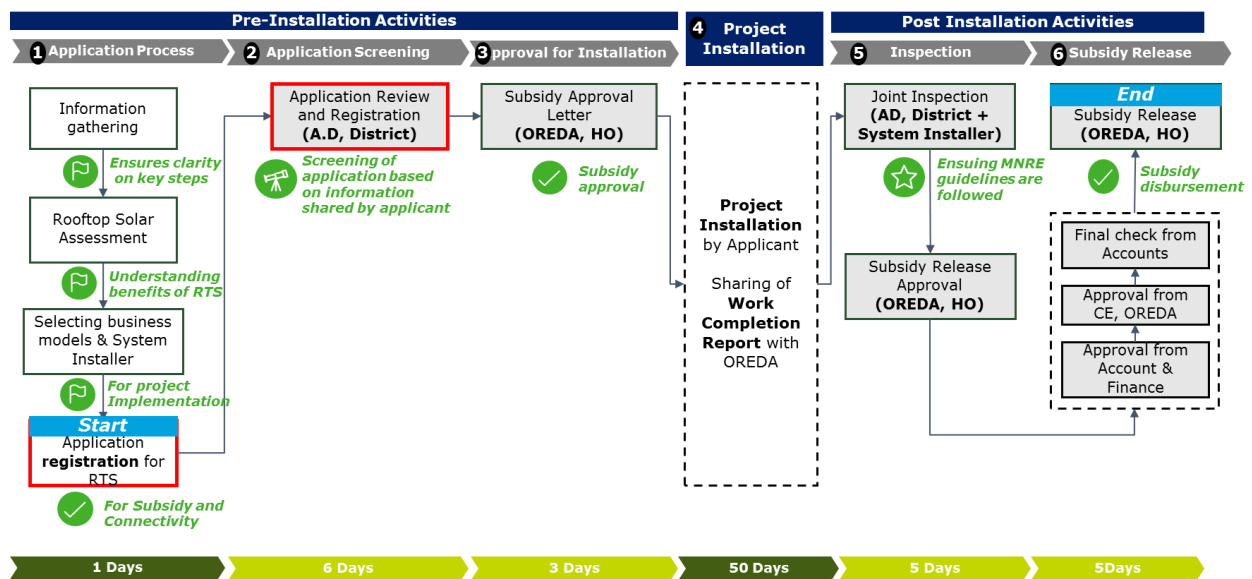 Pre-Installation Activities
4 Project
Installation
Post Installation Activities
1 Application Process
2 Application Screening
3 pproval for Installation
5 Inspection
6 Subsidy Release
Information
gathering
Ensures clarity
on key steps
Rooftop Solar
Assessment
Understanding
benefits of RTS
Selecting business
models & System
Installer
For project
Implementation
Start
Application
registration for
RTS
For Subsidy and
Connectivity
Application Review
and Registration
(A.D, District)
Screening of
application based
on information
shared by applicant
Subsidy Approval
Letter
(OREDA, HO)
Subsidy
approval
Project
Installation
by Applicant
Sharing of
Work
Completion
Report with
OREDA
Joint Inspection
(AD, District +
System Installer)
Ensuing MNRE
guidelines are
followed
Subsidy Release
Approval
(OREDA, HO)
End
Subsidy Release
(OREDA, HO)
Subsidy
disbursement
Final check from
Accounts
Approval from
CE, OREDA
Approval from
Account &
Finance
1 Days
6 Days
3 Days
50 Days
5 Days
5Days